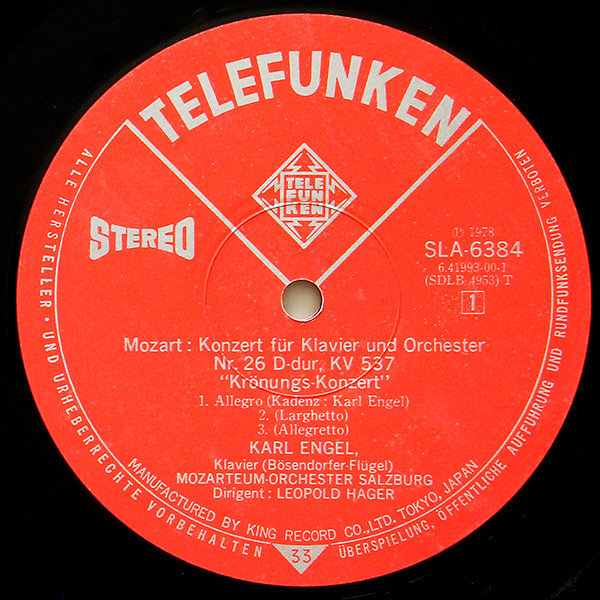 TELEFUNKEN
TELE
FUN
KEN
STEREO
℗ 1978
SLA-6384
6.41993-00-1
(SDLB 4953) T
1
Mozart : Konzert für Klavier und Orchester
Nr. 26 D-dur, KV 537
"Krönungs-Konzert"
1. Allegro (Kadenz : Karl Engel)
2. (Larghetto)
3. (Allegretto)
KARL ENGEL,
Klavier (Bösendorfer-Flügel)
MOZARTEUM-ORCHESTER SALZBURG
Dirigent : LEOPOLD HAGER
MANUFACTURED BY KING RECORD CO., LTD. TOKYO, JAPAN
ALLE HERSTELLER- UND URHEBERRECHTE VORBEHALTEN
33
ÜBERSPIELUNG, ÖFFENTLICHE AUFFÜHRUNG UND RUNDFUNKSENDUNG VERBOTEN